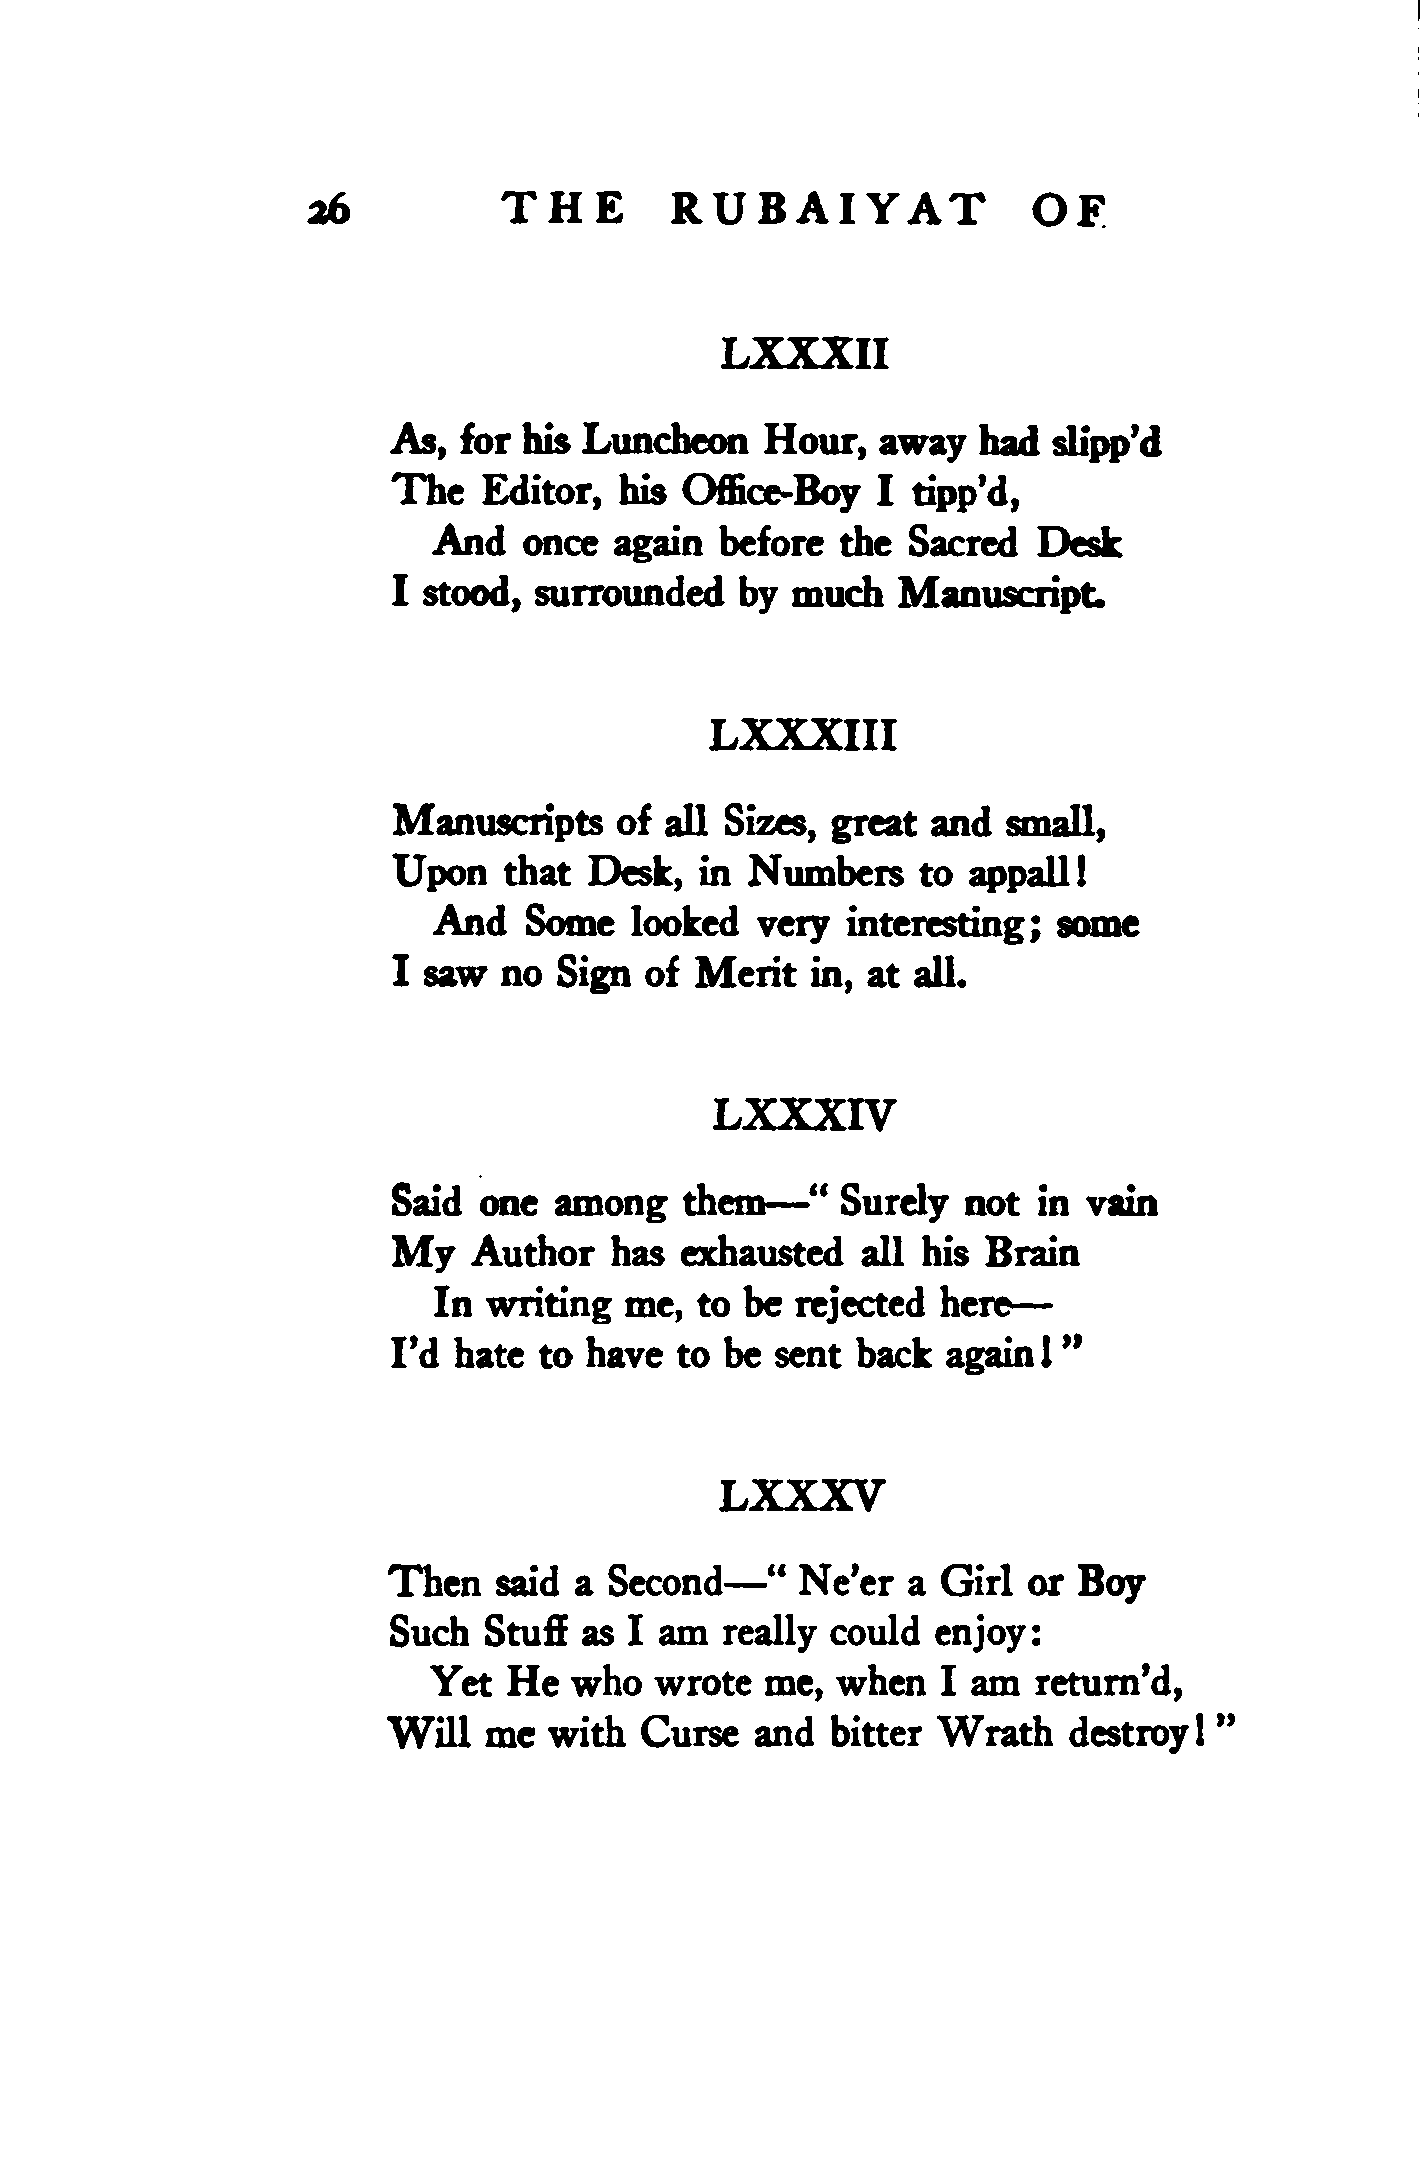 26 THE RUBAIYAT OF
LXXXII
As, for his Luncheon Hour, away had slipp'd
The Editor, his Office-Boy I tipp'd,
And once again before the Sacred Desk
I stood, surrounded by much Manuscript.
LXXXIII
Manuscripts of all Sizes, great and small,
Upon that Desk, in Numbers to appall!
And Some looked very interesting; some
I saw no Sign of Merit in, at all.
LXXXIV
Said one among them—“ Surely not in vain
My Author has exhausted all his Brain
In writing me, to be rejected here—
I'd hate to have to be sent back again! ”
LXXXV
Then said a Second—“ Ne'er a Girl or Boy
Such Stuff as I am really could enjoy:
Yet He who wrote me, when I am return'd,
Will me with Curse and bitter Wrath destroy! ”